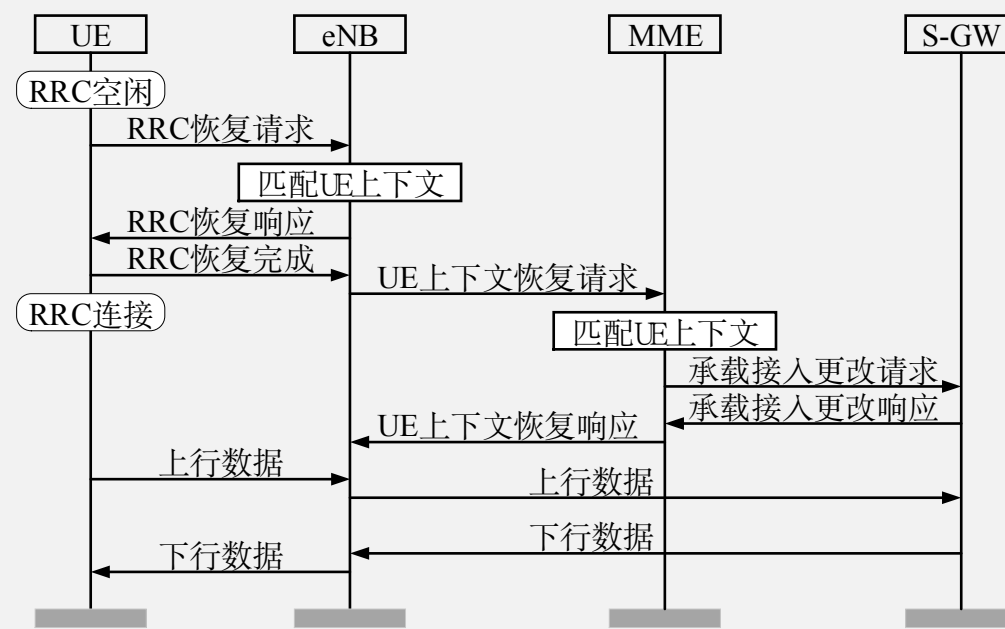 UE
eNB
MME
S-GW
RRC空闲
RRC恢复请求
匹配UE上下文
RRC恢复响应
RRC恢复完成
UE上下文恢复请求
RRC连接
匹配UE上下文
承载接入更改请求
承载接入更改响应
UE上下文恢复响应
上行数据
上行数据
下行数据
下行数据